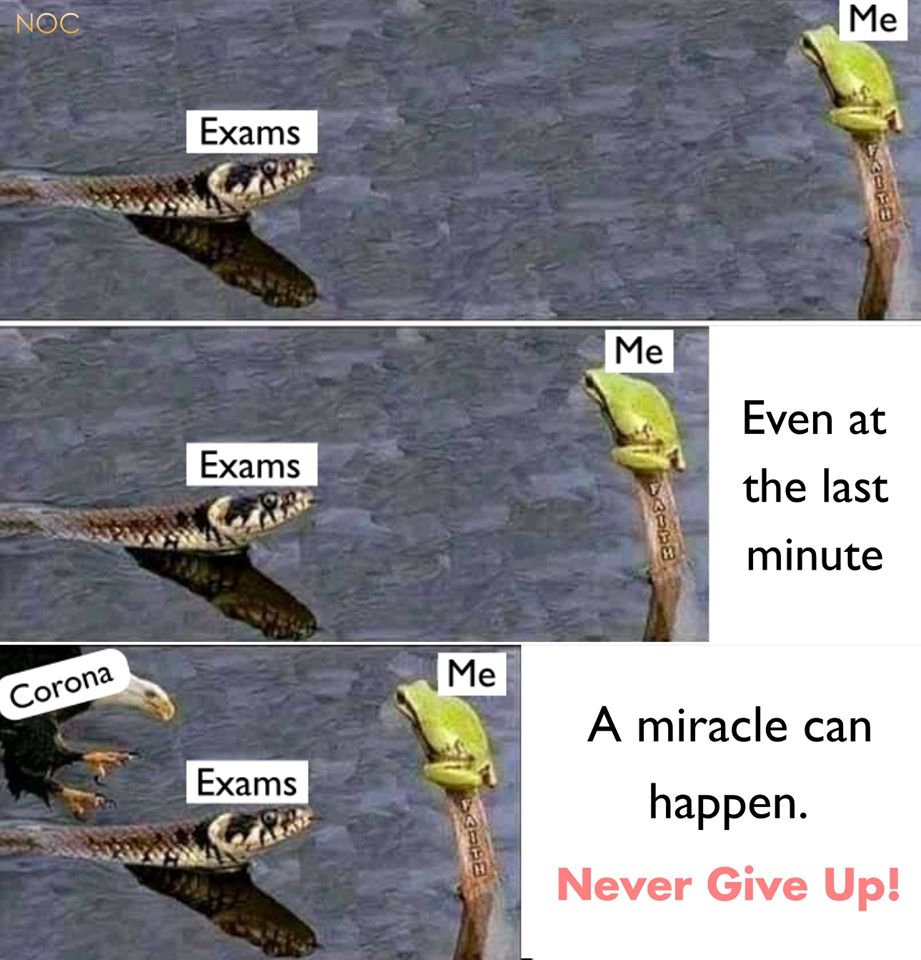 NOC
Me
Exams
FAITH
Me
Exams
FAITH
Even at
the last
minute
Corona
Me
Exams
FAITH
A miracle can
happen.
Never Give Up!